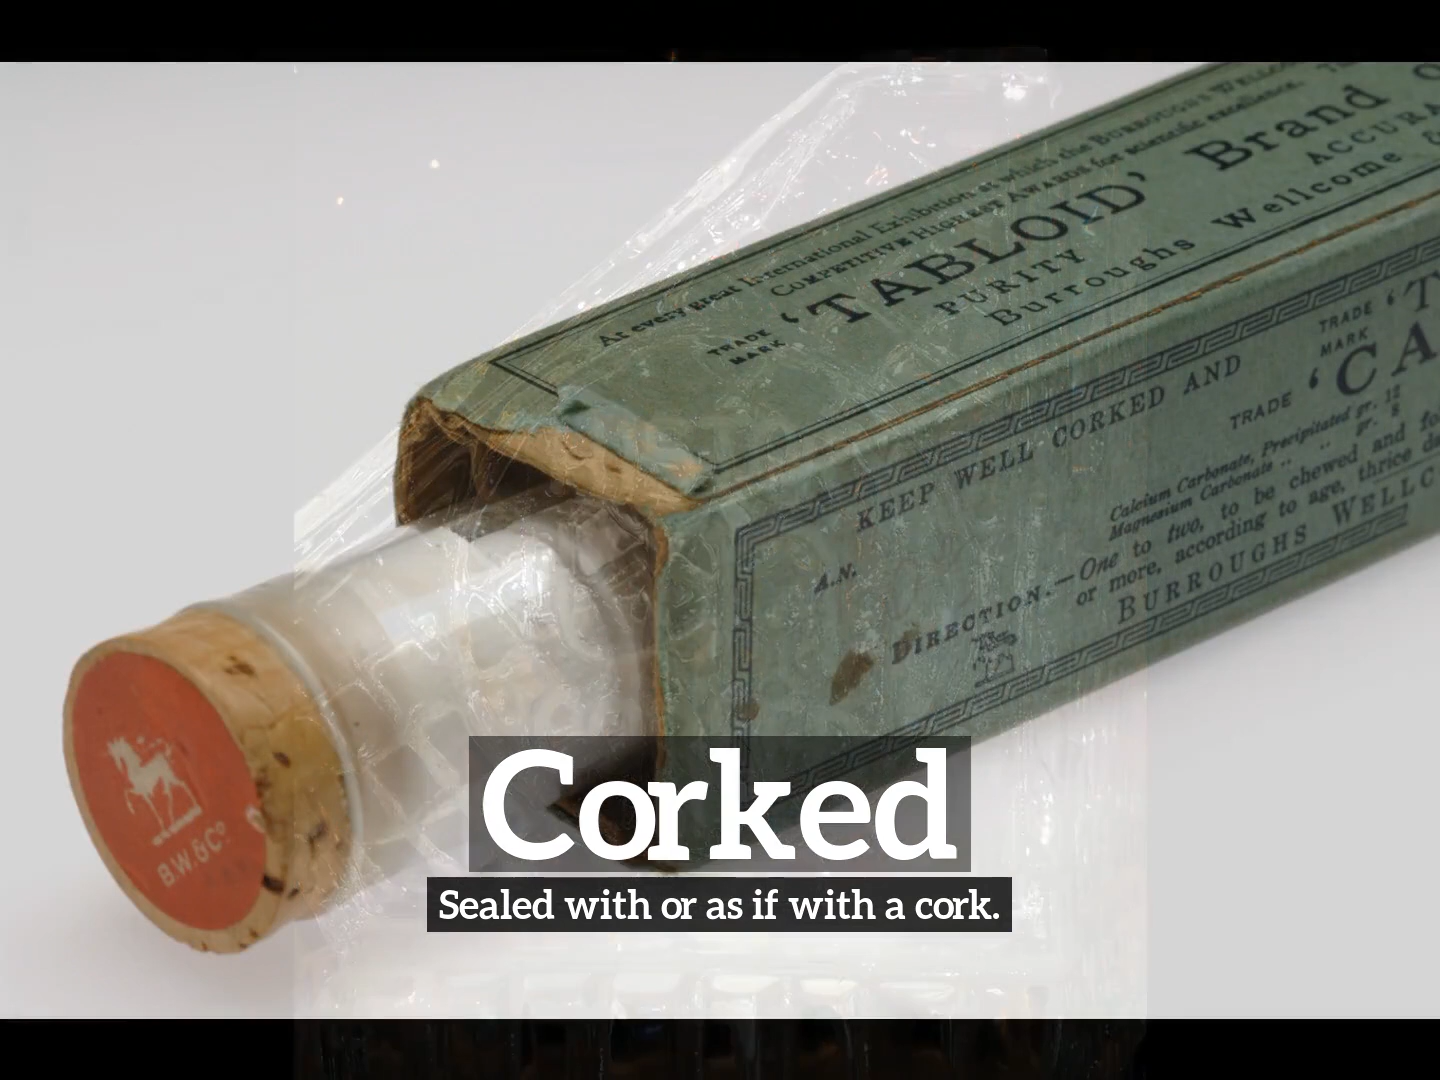 At every great International Exhibition at which the BURROUGHS WELLCO
COMPETITIVE HIGHEST AWARDS for scientific excellence.
TRADE MARK 'TABLOID' Brand
PURITY ACCURA
Burroughs Wellcome
KEEP WELL CORKED AND
TRADE MARK
TRADE 'CA
Calcium Carbonate, Precipitated gr. 12
Magnesium Carbonate .. .. gr. 8
A.N.
DIRECTION.—One to two, to be chewed and
or more, according to age, thrice
BURROUGHS WELLC
B.W.&Co.
Corked
Sealed with or as if with a cork.